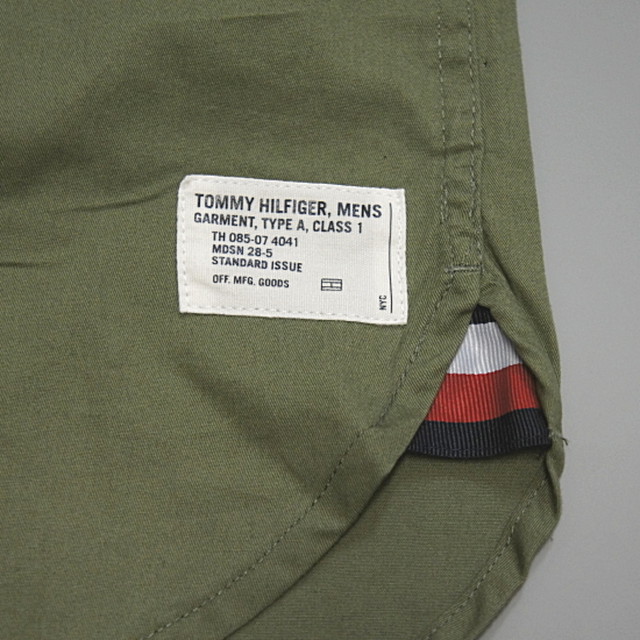 TOMMY HILFIGER, MENS
GARMENT, TYPE A, CLASS 1
TH 085-07 4041
MDSN 28-5
STANDARD ISSUE
OFF. MFG. GOODS
NYC